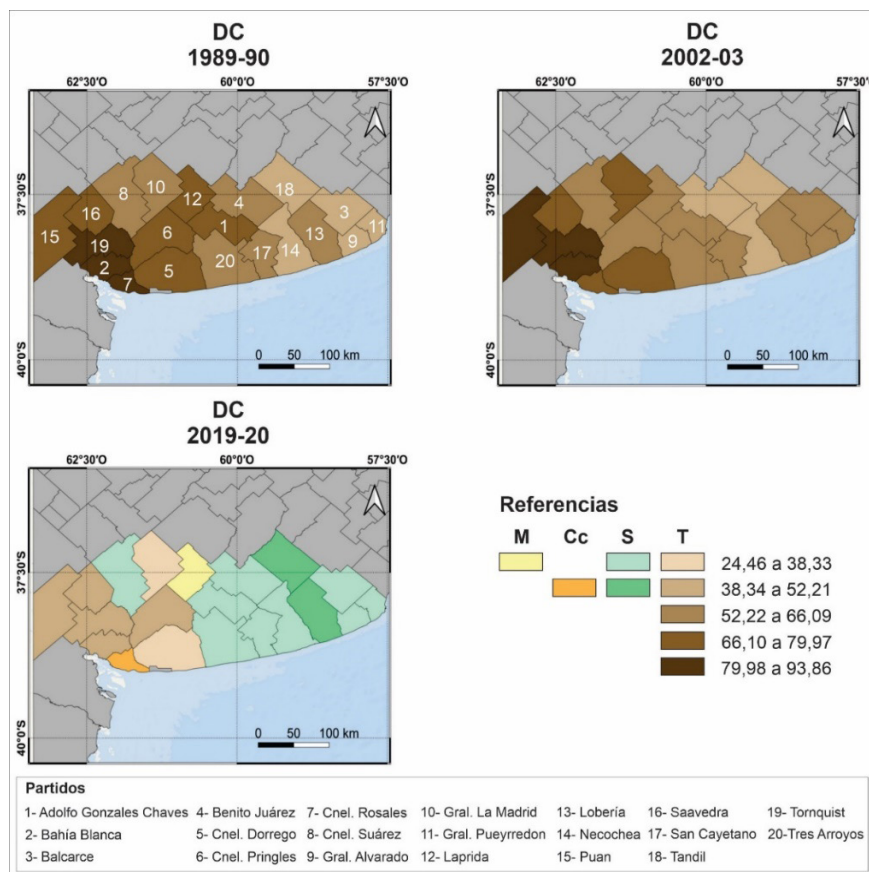 DC
1989-90
62°30'O 60°0'O 57°30'O
37°30'S
40°0'S
15
16
19
2
7
8
10
12
6
5
4
1
20
17
18
14
13
3
9
11
0 50 100 km
DC
2002-03
62°30'O 60°0'O 57°30'O
37°30'S
40°0'S
0 50 100 km
DC
2019-20
62°30'O 60°0'O 57°30'O
37°30'S
40°0'S
0 50 100 km
Referencias
M Cc S T
24,46 a 38,33
38,34 a 52,21
52,22 a 66,09
66,10 a 79,97
79,98 a 93,86
Partidos
1- Adolfo Gonzales Chaves 4- Benito Juárez 7- Cnel. Rosales 10- Gral. La Madrid 13- Lobería 16- Saavedra 19- Tornquist
2- Bahía Blanca 5- Cnel. Dorrego 8- Cnel. Suárez 11- Gral. Pueyrredon 14- Necochea 17- San Cayetano 20-Tres Arroyos
3- Balcarce 6- Cnel. Pringles 9- Gral. Alvarado 12- Laprida 15- Puan 18- Tandil